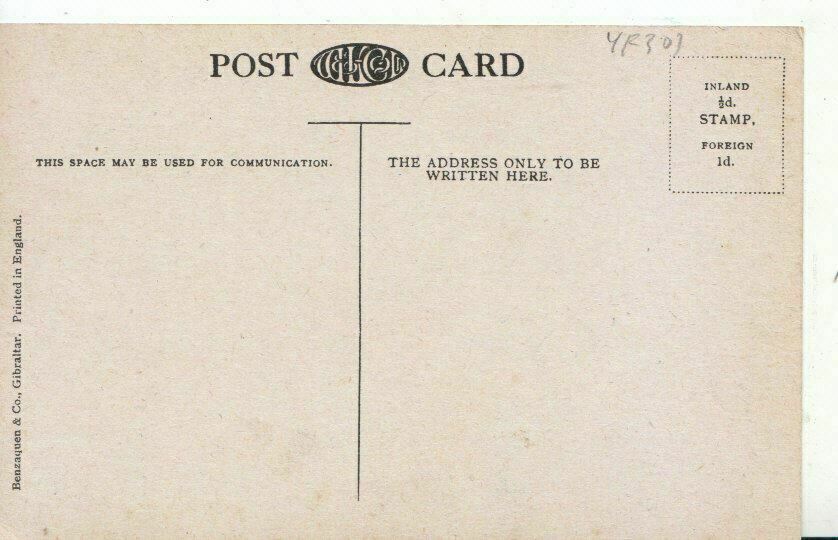 POST CARD
INLAND
½d.
STAMP,
FOREIGN
1d.
THIS SPACE MAY BE USED FOR COMMUNICATION.
THE ADDRESS ONLY TO BE
WRITTEN HERE.
Benzaquen & Co., Gibraltar. Printed in England.